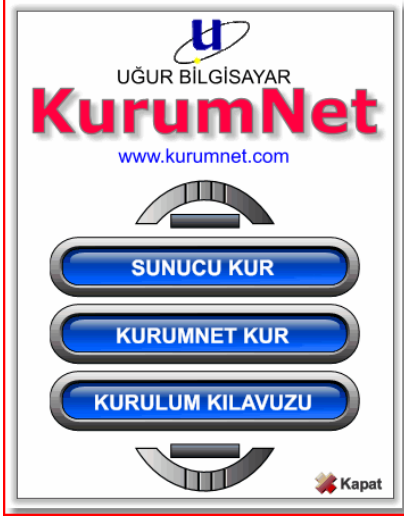 u
UĞUR BİLGİSAYAR
KurumNet
www.kurumnet.com
SUNUCU KUR
KURUMNET KUR
KURULUM KILAVUZU
Kapat